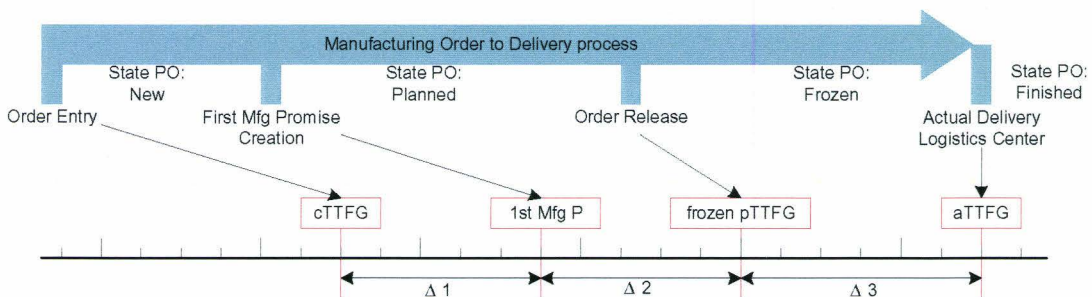 Manufacturing Order to Delivery process
State PO:
New
State PO:
Planned
State PO:
Frozen
State PO:
Finished
Order Entry
First Mfg Promise
Creation
Order Release
Actual Delivery
Logistics Center
cTTFG
1st Mfg P
frozen pTTFG
aTTFG
Δ 1
Δ 2
Δ 3